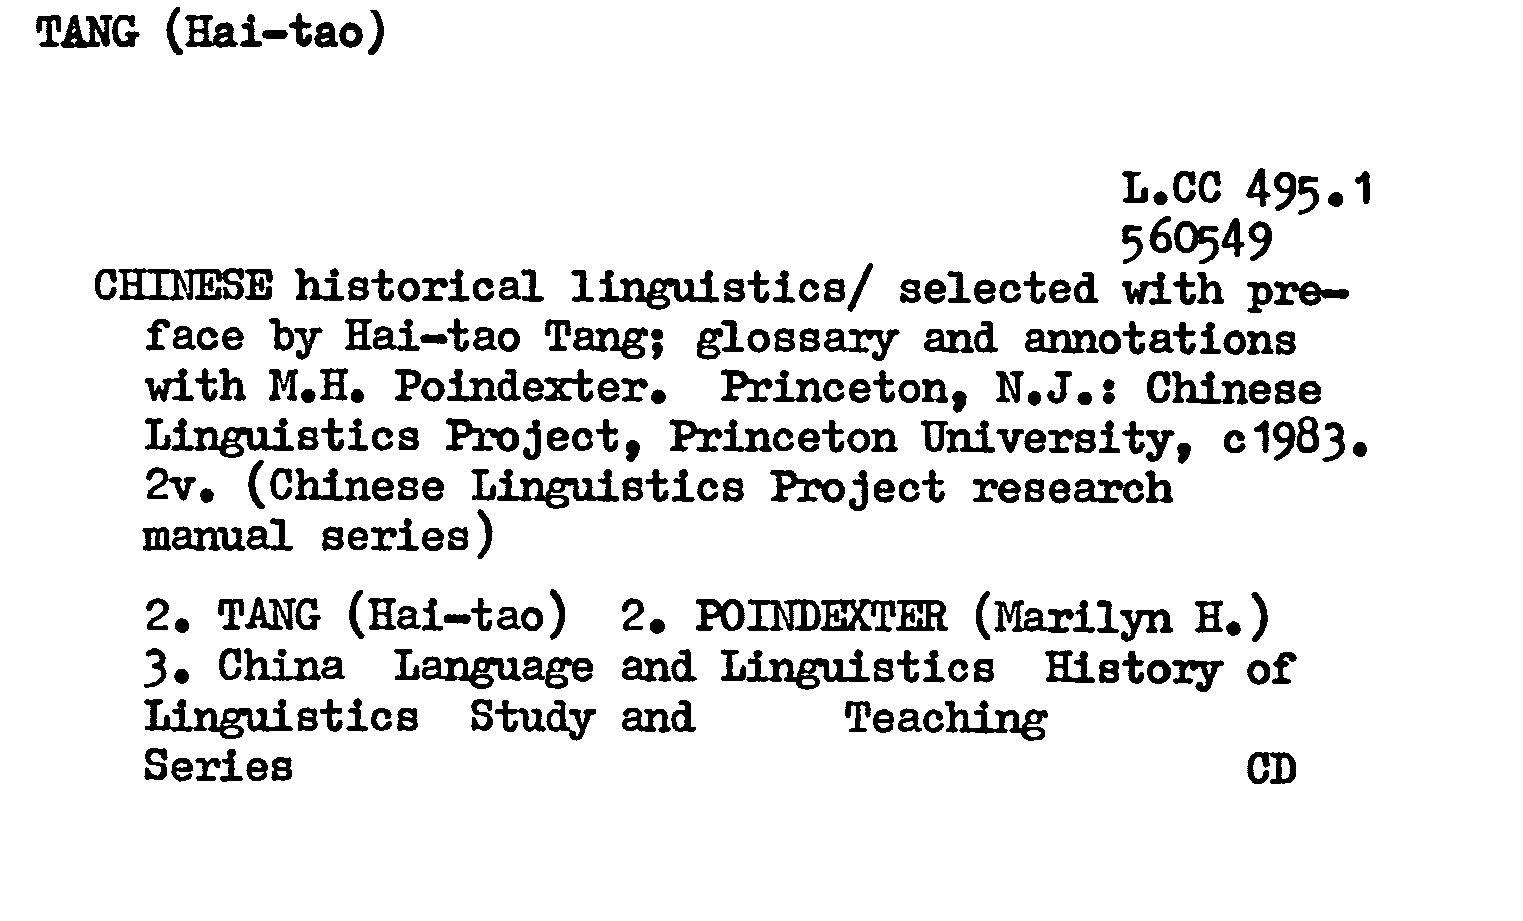 TANG (Hai-tao)
L.CC 495.1
560549
CHINESE historical linguistics/ selected with pre-
face by Hai-tao Tang; glossary and annotations
with M.H. Poindexter. Princeton, N.J.: Chinese
Linguistics Project, Princeton University, c1983.
2v. (Chinese Linguistics Project research
manual series)
2. TANG (Hai-tao) 2. POINDEXTER (Marilyn H.)
3. China Language and Linguistics History of
Linguistics Study and Teaching
Series CD